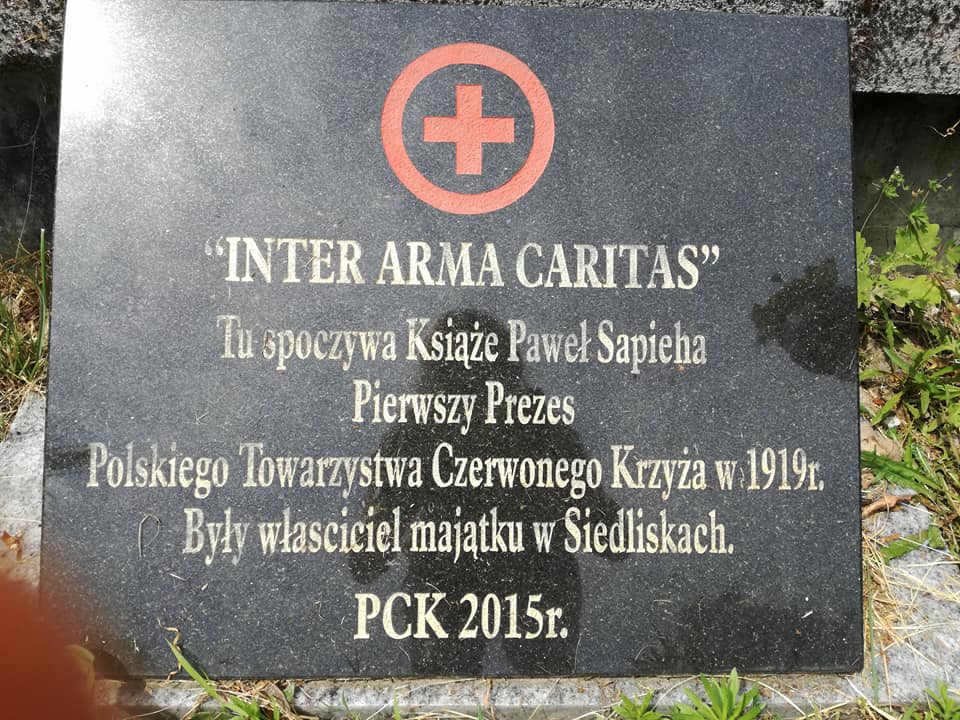 “INTER ARMA CARITAS”
Tu spoczywa Książe Paweł Sapieha
Pierwszy Prezes
Polskiego Towarzystwa Czerwonego Krzyża w 1919r.
Były własciciel majątku w Siedliskach.
PCK 2015r.